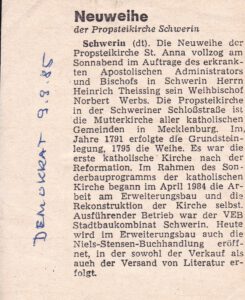 Neuweihe
der Propsteikirche Schwerin
Schwerin (dt). Die Neuweihe der
Propsteikirche St. Anna vollzog am
Sonnabend im Auftrage des erkrank-
ten Apostolischen Administrators
und Bischofs in Schwerin Herrn
Heinrich Theissing sein Weihbischof
Norbert Werbs. Die Propsteikirche
in der Schweriner Schloßstraße ist
die Mutterkirche aller katholischen
Gemeinden in Mecklenburg. Im
Jahre 1791 erfolgte die Grundstein-
legung, 1795 die Weihe. Es war die
erste katholische Kirche nach der
Reformation. Im Rahmen des Son-
derbauprogramms der katholischen
Kirche begann im April 1984 die Ar-
beit am Erweiterungsbau und die
Rekonstruktion der Kirche selbst.
Ausführender Betrieb war der VEB
Stadtbaukombinat Schwerin. Heute
wird im Erweiterungsbau auch die
Niels-Stensen-Buchhandlung eröff-
net, in der sowohl der Verkauf als
auch der Versand von Literatur er-
folgt.
DEMOKRAT 9.9.85